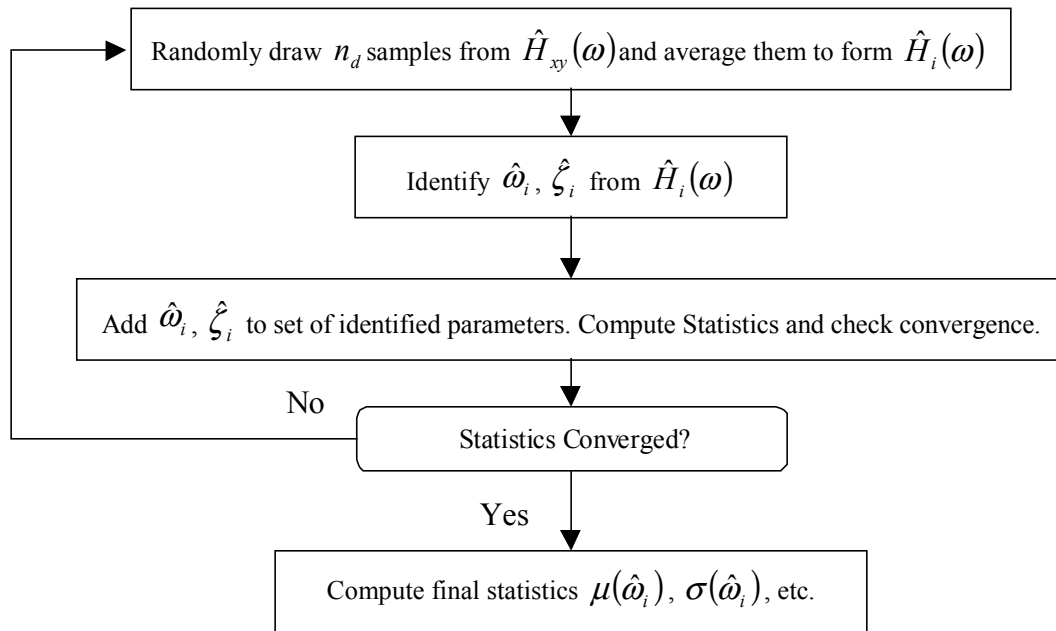 Randomly draw n_d samples from Ĥ_xy(ω) and average them to form Ĥ_i(ω)
Identify ω̂_i, ζ̂_i from Ĥ_i(ω)
Add ω̂_i, ζ̂_i to set of identified parameters. Compute Statistics and check convergence.
No
Statistics Converged?
Yes
Compute final statistics μ(ω̂_i), σ(ω̂_i), etc.